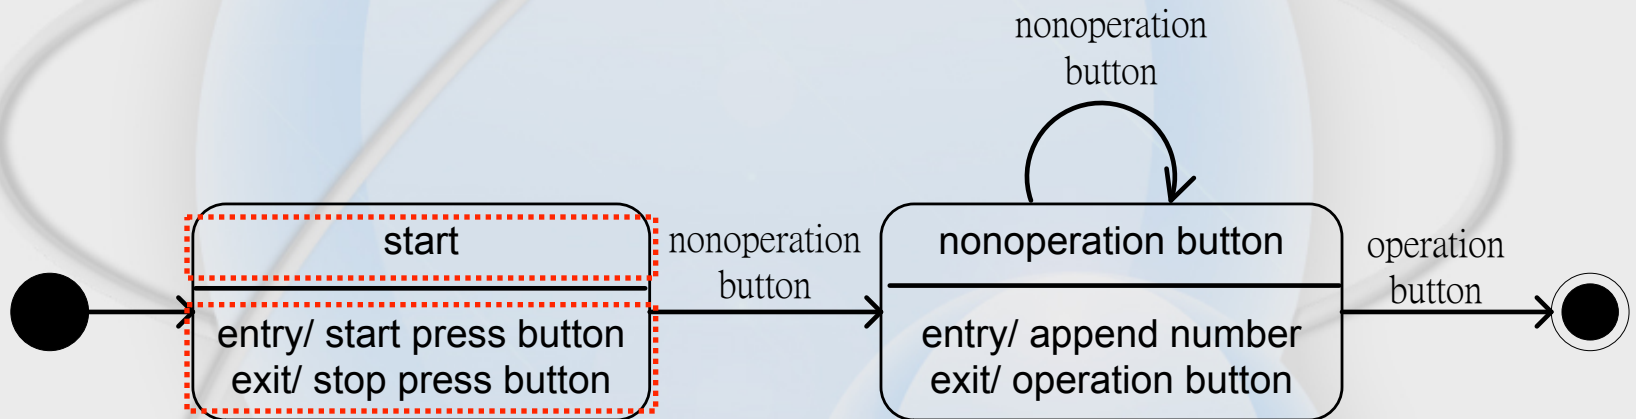 nonoperation
button
start
nonoperation
button
nonoperation button
operation
button
entry/ start press button
exit/ stop press button
entry/ append number
exit/ operation button